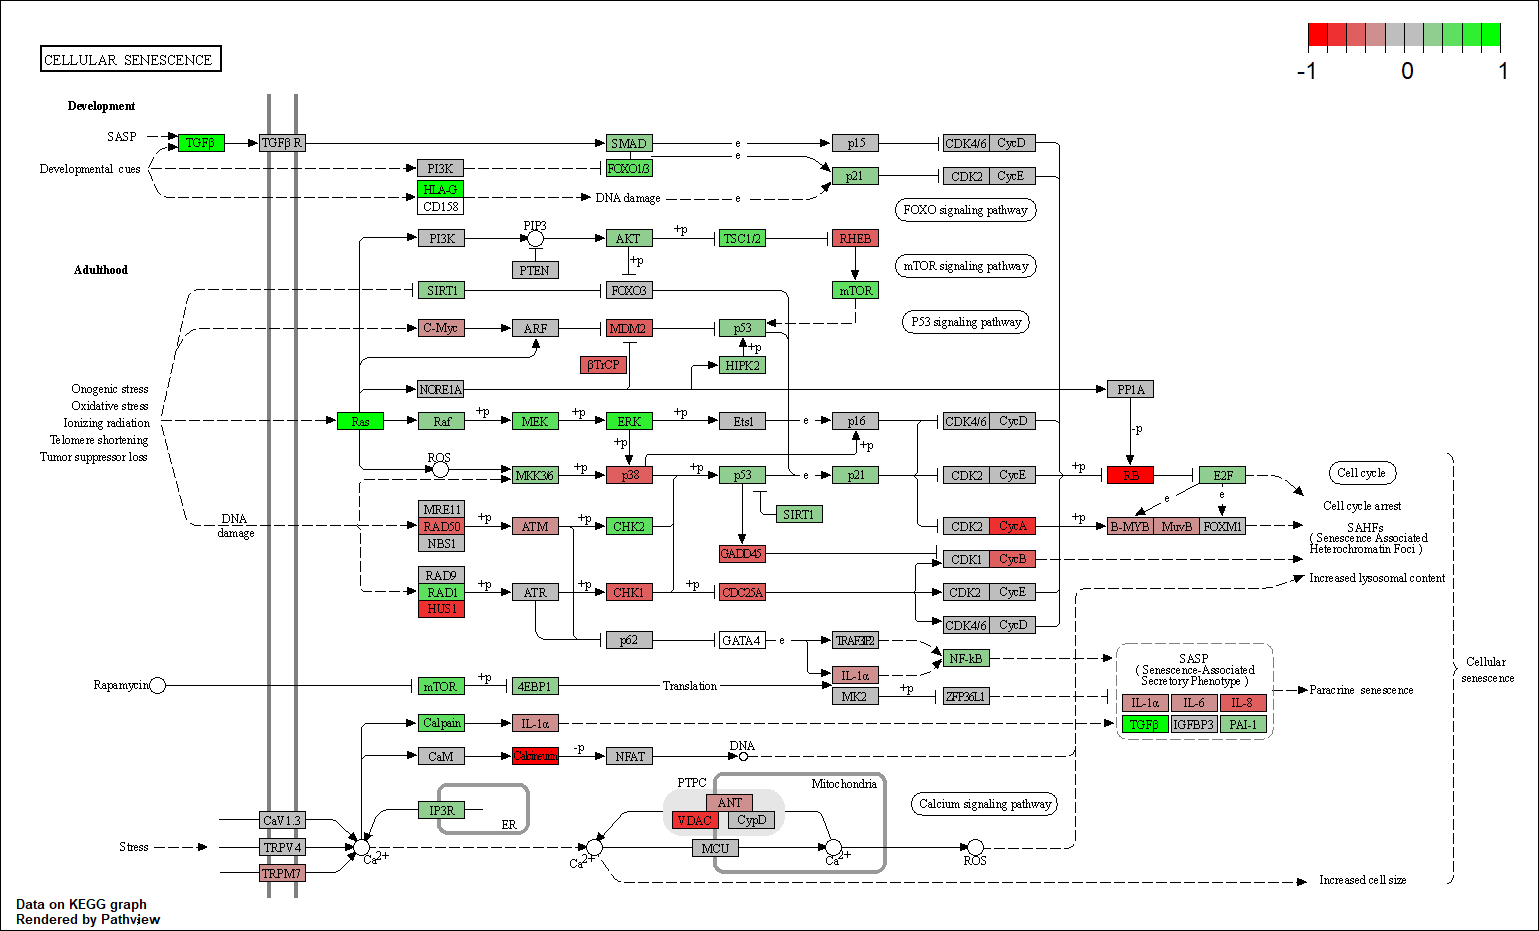 CELLULAR SENESCENCE
-1 0 1
Development
SASP
TGFβ
TGFβ R
SMAD
e
p15
CDK4/6 CycD
e
Developmental cues
PI3K
FOXO1/3
p21
CDK2 CycE
HLA-G
CD158
DNA damage
e
FOXO signaling pathway
PIP3
PI3K
AKT
+p
TSC1/2
RHEB
Adulthood
PTEN
+p
mTOR signaling pathway
SIRT1
FOXO3
mTOR
C-Myc
ARF
MDM2
p53
P53 signaling pathway
+p
βTrCP
HIPK2
Onogenic stress
NORE1A
PP1A
Oxidative stress
Ionizing radiation
Ras
Raf
+p
MEK
+p
ERK
+p
Ets1
e
p16
CDK4/6 CycD
-p
Telomere shortening
+p
+p
Tumor suppressor loss
ROS
MKK3/6
+p
p38
+p
p53
e
p21
CDK2 CycE
+p
RB
E2F
Cell cycle
e
e
Cell cycle arrest
MRE11
SIRT1
DNA
damage
RAD50
+p
ATM
CHK2
CDK2 CycA
+p
B-MYB MuvB FOXM1
SAHFs
( Senescence Associated
Heterochromatin Foci )
NBS1
GADD45
CDK1 CycB
RAD9
Increased lysosomal content
RAD1
+p
ATR
+p
CHK1
+p
CDC25A
CDK2 CycE
HUS1
CDK4/6 CycD
p62
GATA4
e
TRAF3IP2
NF-kB
SASP
( Senescence-Associated
Secretory Phenotype )
Cellular
senescence
IL-1α
Rapamycin
mTOR
+p
4EBP1
Translation
MK2
+p
ZFP36L1
Paracrine senescence
IL-1α IL-6 IL-8
TGFβ IGFBP3 PAI-1
Calpain
IL-1α
CaM
Calcineurin
-p
NFAT
DNA
PTPC
Mitochondria
IP3R
ER
ANT
VDAC
CypD
Calcium signaling pathway
CaV1.3
Stress
TRPV4
Ca2+
Ca2+
MCU
Ca2+
ROS
TRPM7
Increased cell size
Data on KEGG graph
Rendered by Pathview